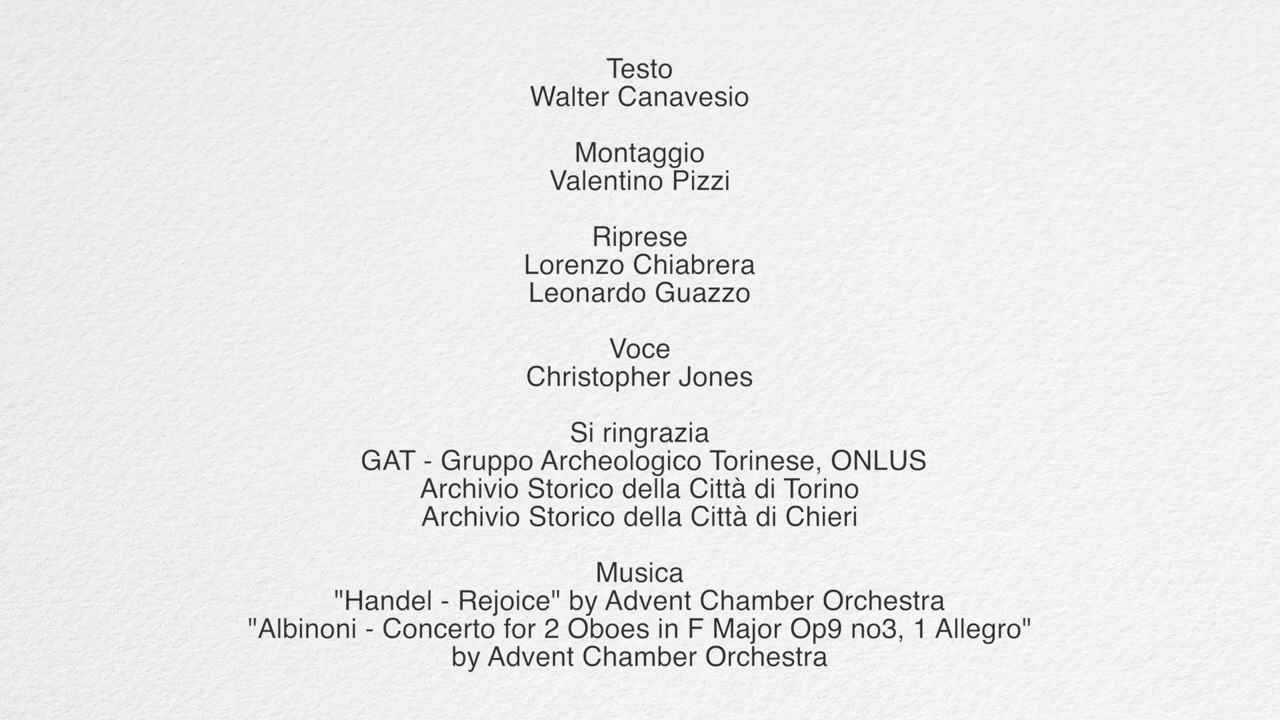 Testo
Walter Canavesio
Montaggio
Valentino Pizzi
Riprese
Lorenzo Chiabrera
Leonardo Guazzo
Voce
Christopher Jones
Si ringrazia
GAT - Gruppo Archeologico Torinese, ONLUS
Archivio Storico della Città di Torino
Archivio Storico della Città di Chieri
Musica
"Handel - Rejoice" by Advent Chamber Orchestra
"Albinoni - Concerto for 2 Oboes in F Major Op9 no3, 1 Allegro"
by Advent Chamber Orchestra